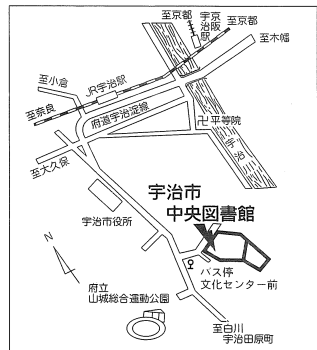 至京都
京阪宇治駅
至京都
至木幡
至小倉
JR宇治駅
至奈良
府道宇治淀線
卍平等院
宇治
至大久保
宇治市
中央図書館
宇治市役所
N
バス停
文化センター前
府立
山城総合運動公園
至白川
宇治田原町